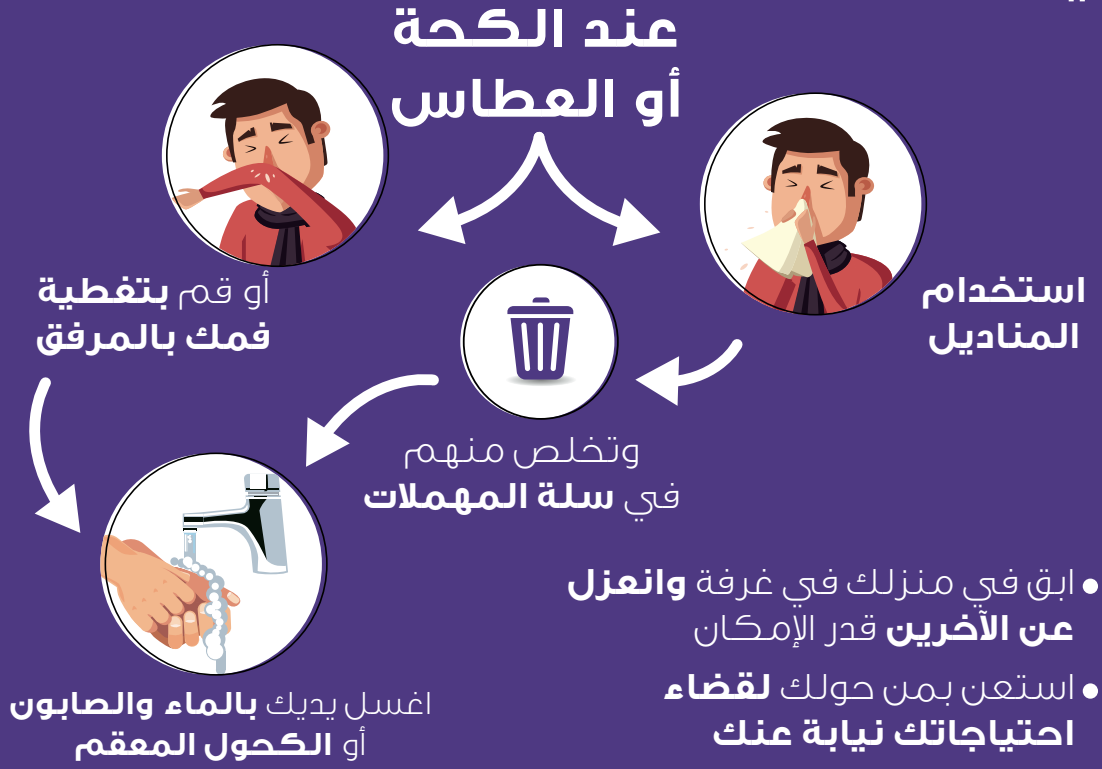 عند الكحة
أو العطاس
استخدام
المناديل
أو قم بتغطية
فمك بالمرفق
وتخلص منهم
في سلة المهملات
اغسل يديك بالماء والصابون
أو الكحول المعقم
• ابق في منزلك في غرفة وانعزل
عن الآخرين قدر الإمكان
• استعن بمن حولك لقضاء
احتياجاتك نيابة عنك